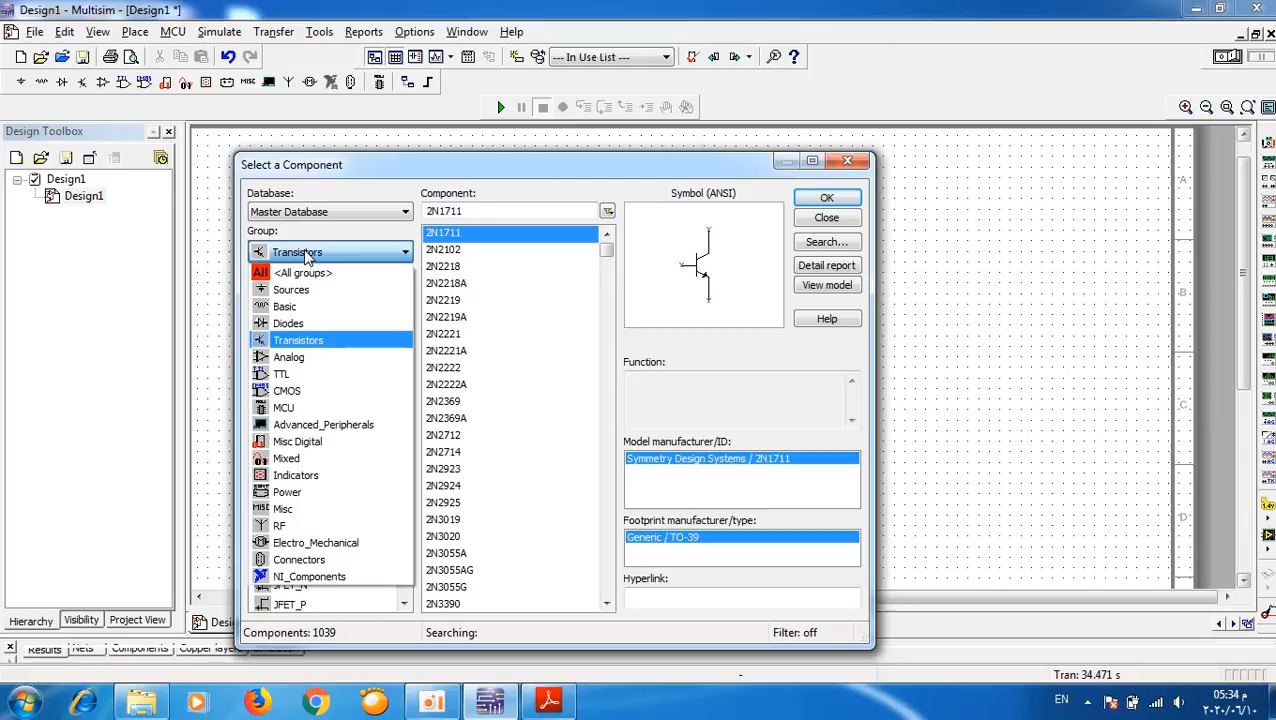 Design1 - Multisim - [Design1 *]
File Edit View Place MCU Simulate Transfer Tools Reports Options Window Help
--- In Use List ---
Design Toolbox
Design1
Design1
Hierarchy Visibility Project View
Select a Component
Database:
Master Database
Group:
Transistors
<All groups>
Sources
Basic
Diodes
Transistors
Analog
TTL
CMOS
MCU
Advanced_Peripherals
Misc Digital
Mixed
Indicators
Power
Misc
RF
Electro_Mechanical
Connectors
NI_Components
JFET_N
JFET_P
Component:
2N1711
2N1711
2N2102
2N2218
2N2218A
2N2219
2N2219A
2N2221
2N2221A
2N2222
2N2222A
2N2369
2N2369A
2N2712
2N2714
2N2923
2N2924
2N2925
2N3019
2N3020
2N3055A
2N3055AG
2N3055G
2N3390
Symbol (ANSI)
Function:
Model manufacturer/ID:
Symmetry Design Systems / 2N1711
Footprint manufacturer/type:
Generic / TO-39
Hyperlink:
OK
Close
Search...
Detail report
View model
Help
Components: 1039
Searching:
Filter: off
A
B
C
D
Results Nets Components Copper layers
Tran: 34.471 s
EN
05:34 م
٢٠٢٠/٠٦/١٠